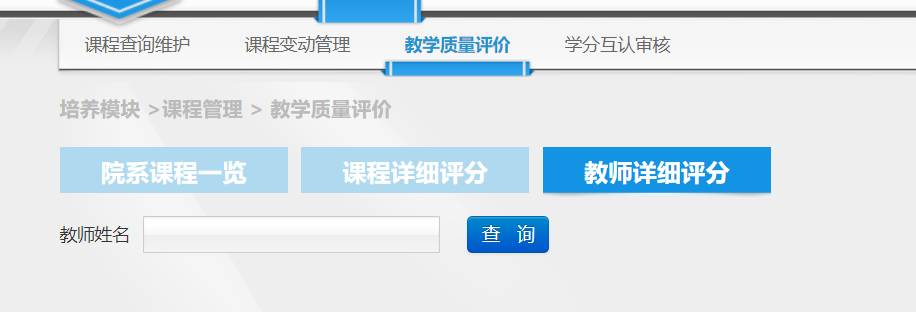 课程查询维护 课程变动管理 教学质量评价 学分互认审核
培养模块 >课程管理 > 教学质量评价
院系课程一览 课程详细评分 教师详细评分
教师姓名 查 询